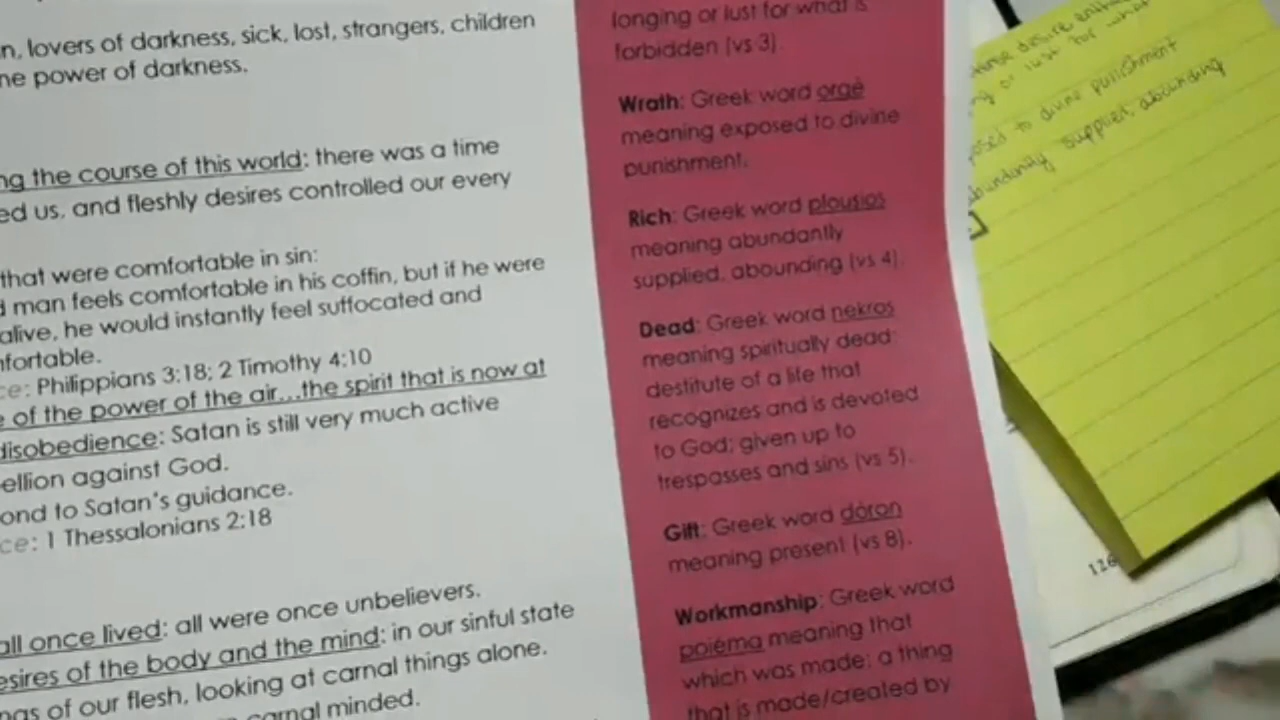 n, lovers of darkness, sick, lost, strangers, children
ne power of darkness.
ng the course of this world: there was a time
ed us, and fleshly desires controlled our every
that were comfortable in sin:
d man feels comfortable in his coffin, but if he were
alive, he would instantly feel suffocated and
nfortable.
ce: Philippians 3:18; 2 Timothy 4:10
e of the power of the air...the spirit that is now at
disobedience: Satan is still very much active
ellion against God.
ond to Satan's guidance.
ce: 1 Thessalonians 2:18
all once lived: all were once unbelievers.
esires of the body and the mind: in our sinful state
ngs of our flesh, looking at carnal things alone.
carnal minded.
longing or lust for what is
forbidden (vs 3).
Wrath: Greek word orgē
meaning exposed to divine
punishment.
Rich: Greek word plousios
meaning abundantly
supplied, abounding (vs 4).
Dead: Greek word nekros
meaning spiritually dead;
destitute of a life that
recognizes and is devoted
to God; given up to
trespasses and sins (vs 5).
Gift: Greek word dōron
meaning present (vs 8).
Workmanship: Greek word
poiēma meaning that
which was made; a thing
that is made/created by
desire
or lust for what
posed to divine punishment
abundantly supplied, abounding
126